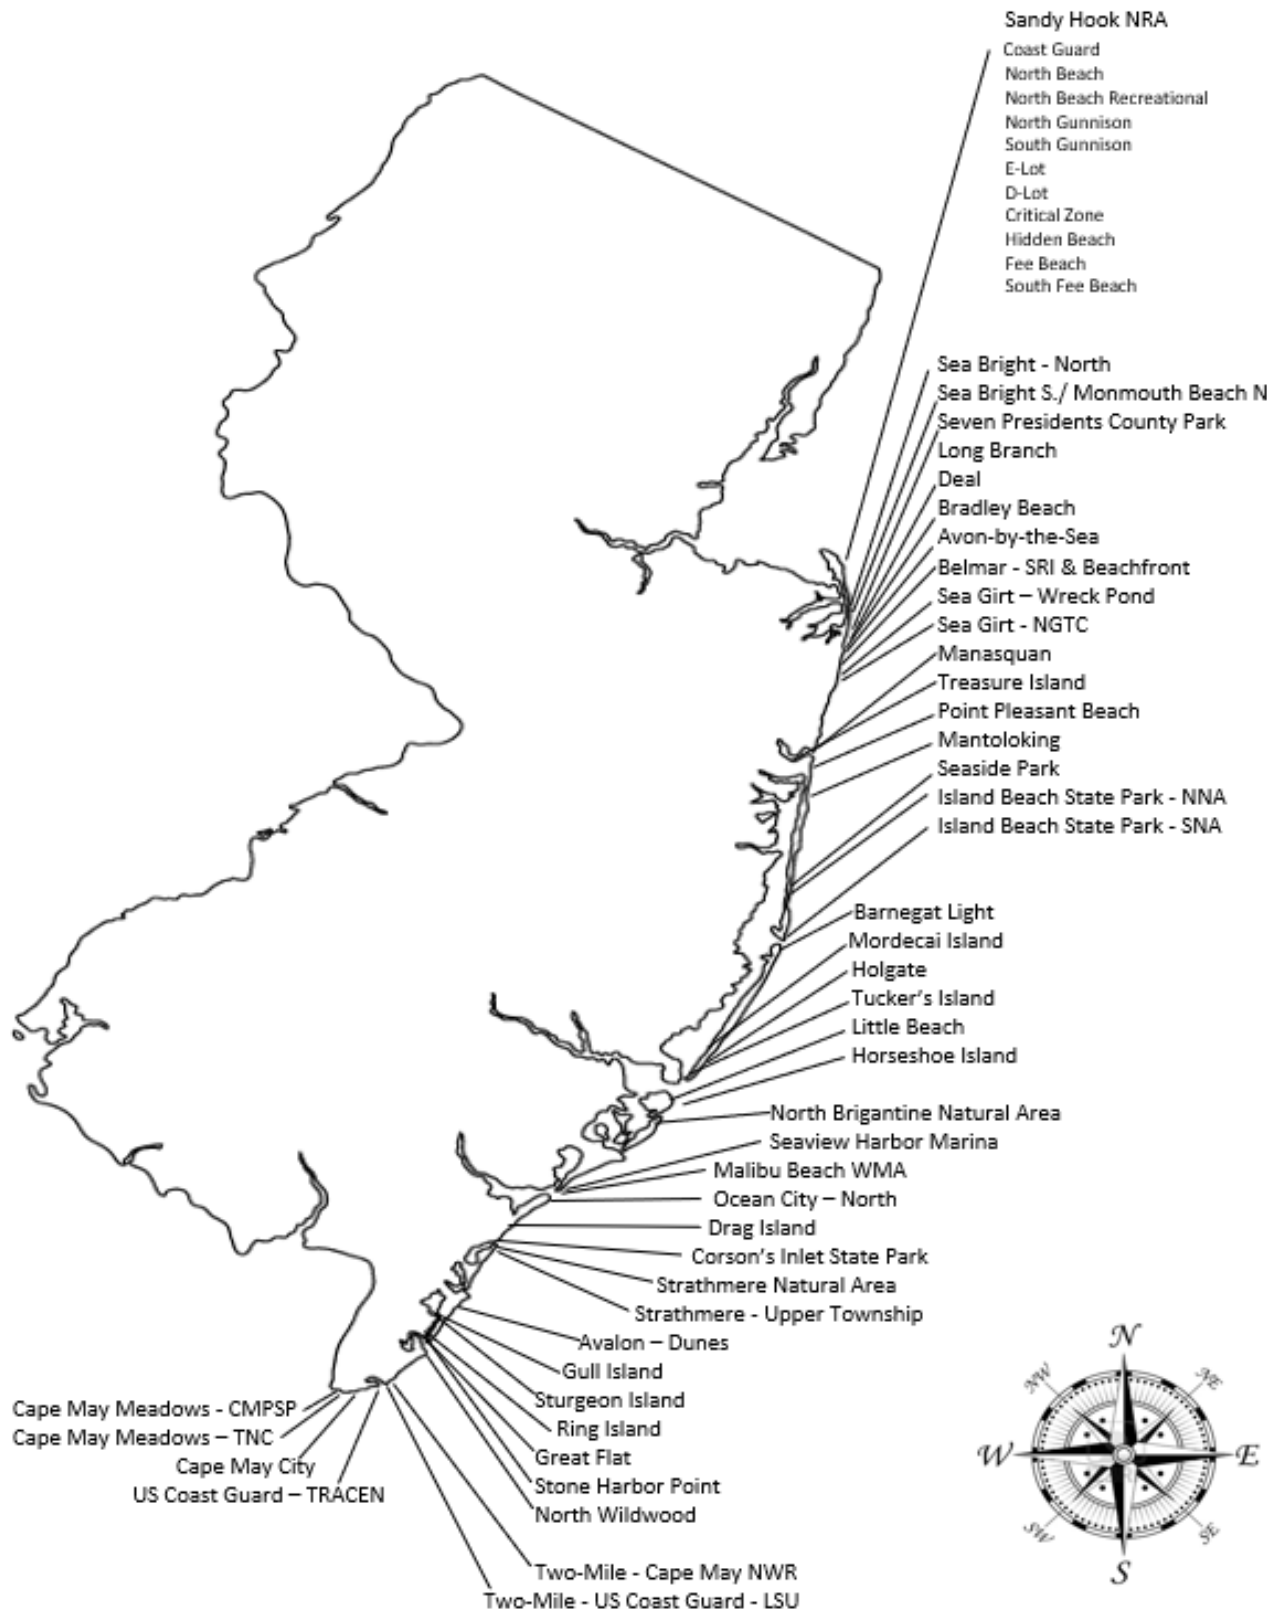 Sandy Hook NRA
Coast Guard
North Beach
North Beach Recreational
North Gunnison
South Gunnison
E-Lot
D-Lot
Critical Zone
Hidden Beach
Fee Beach
South Fee Beach
Sea Bright - North
Sea Bright S./ Monmouth Beach N
Seven Presidents County Park
Long Branch
Deal
Bradley Beach
Avon-by-the-Sea
Belmar - SRI & Beachfront
Sea Girt – Wreck Pond
Sea Girt - NGTC
Manasquan
Treasure Island
Point Pleasant Beach
Mantoloking
Seaside Park
Island Beach State Park - NNA
Island Beach State Park - SNA
Barnegat Light
Mordecai Island
Holgate
Tucker's Island
Little Beach
Horseshoe Island
North Brigantine Natural Area
Seaview Harbor Marina
Malibu Beach WMA
Ocean City – North
Drag Island
Corson's Inlet State Park
Strathmere Natural Area
Strathmere - Upper Township
Avalon – Dunes
Gull Island
Sturgeon Island
Ring Island
Great Flat
Stone Harbor Point
North Wildwood
Two-Mile - Cape May NWR
Two-Mile - US Coast Guard - LSU
Cape May Meadows - CMPSP
Cape May Meadows – TNC
Cape May City
US Coast Guard – TRACEN
N
NW
NE
W
E
SW
SE
S